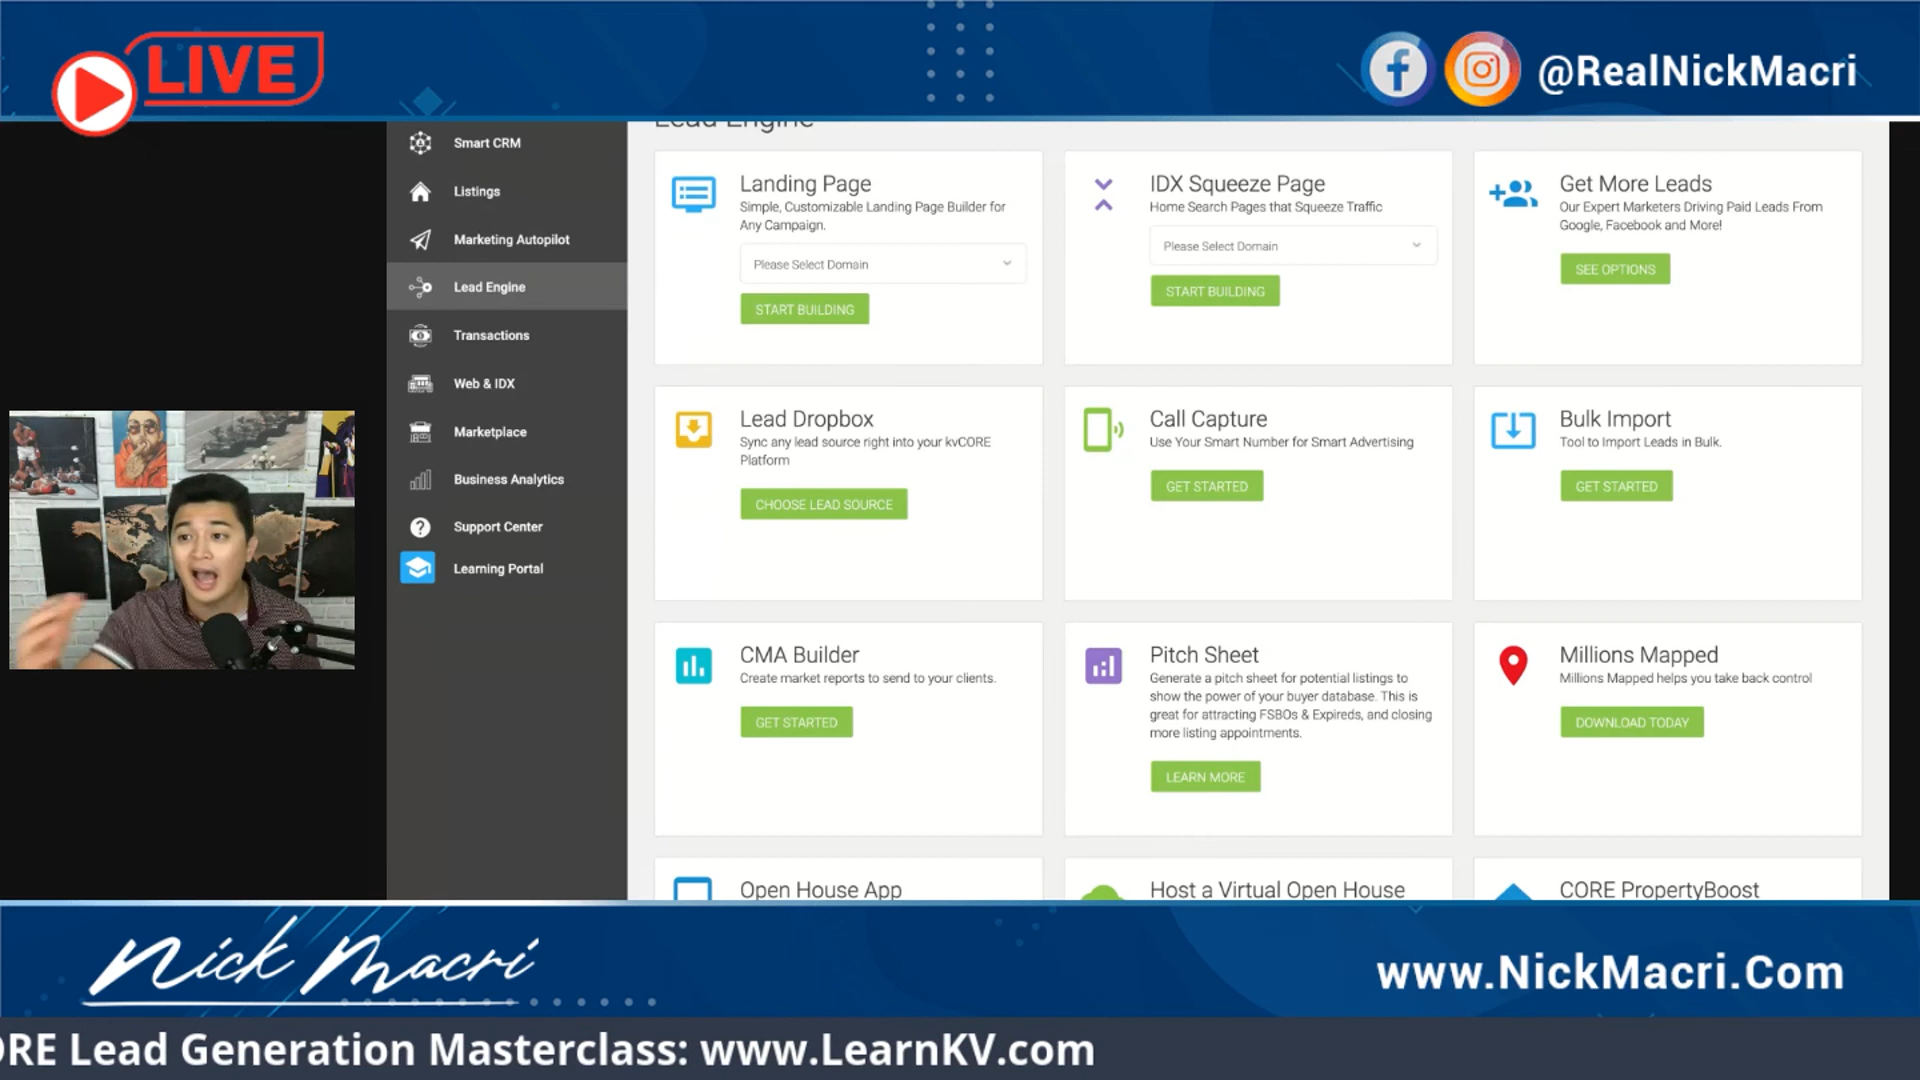 LIVE
@RealNickMacri
Lead Engine
Smart CRM
Listings
Marketing Autopilot
Lead Engine
Transactions
Web & IDX
Marketplace
Business Analytics
Support Center
Learning Portal
Landing Page
Simple, Customizable Landing Page Builder for
Any Campaign.
Please Select Domain
START BUILDING
IDX Squeeze Page
Home Search Pages that Squeeze Traffic
Please Select Domain
START BUILDING
Get More Leads
Our Expert Marketers Driving Paid Leads From
Google, Facebook and More!
SEE OPTIONS
Lead Dropbox
Sync any lead source right into your kvCORE
Platform
CHOOSE LEAD SOURCE
Call Capture
Use Your Smart Number for Smart Advertising
GET STARTED
Bulk Import
Tool to Import Leads in Bulk.
GET STARTED
CMA Builder
Create market reports to send to your clients.
GET STARTED
Pitch Sheet
Generate a pitch sheet for potential listings to
show the power of your buyer database. This is
great for attracting FSBOs & Expireds, and closing
more listing appointments.
LEARN MORE
Millions Mapped
Millions Mapped helps you take back control
DOWNLOAD TODAY
Open House App
Host a Virtual Open House
CORE PropertyBoost
Nick Macri
www.NickMacri.Com
ORE Lead Generation Masterclass: www.LearnKV.com